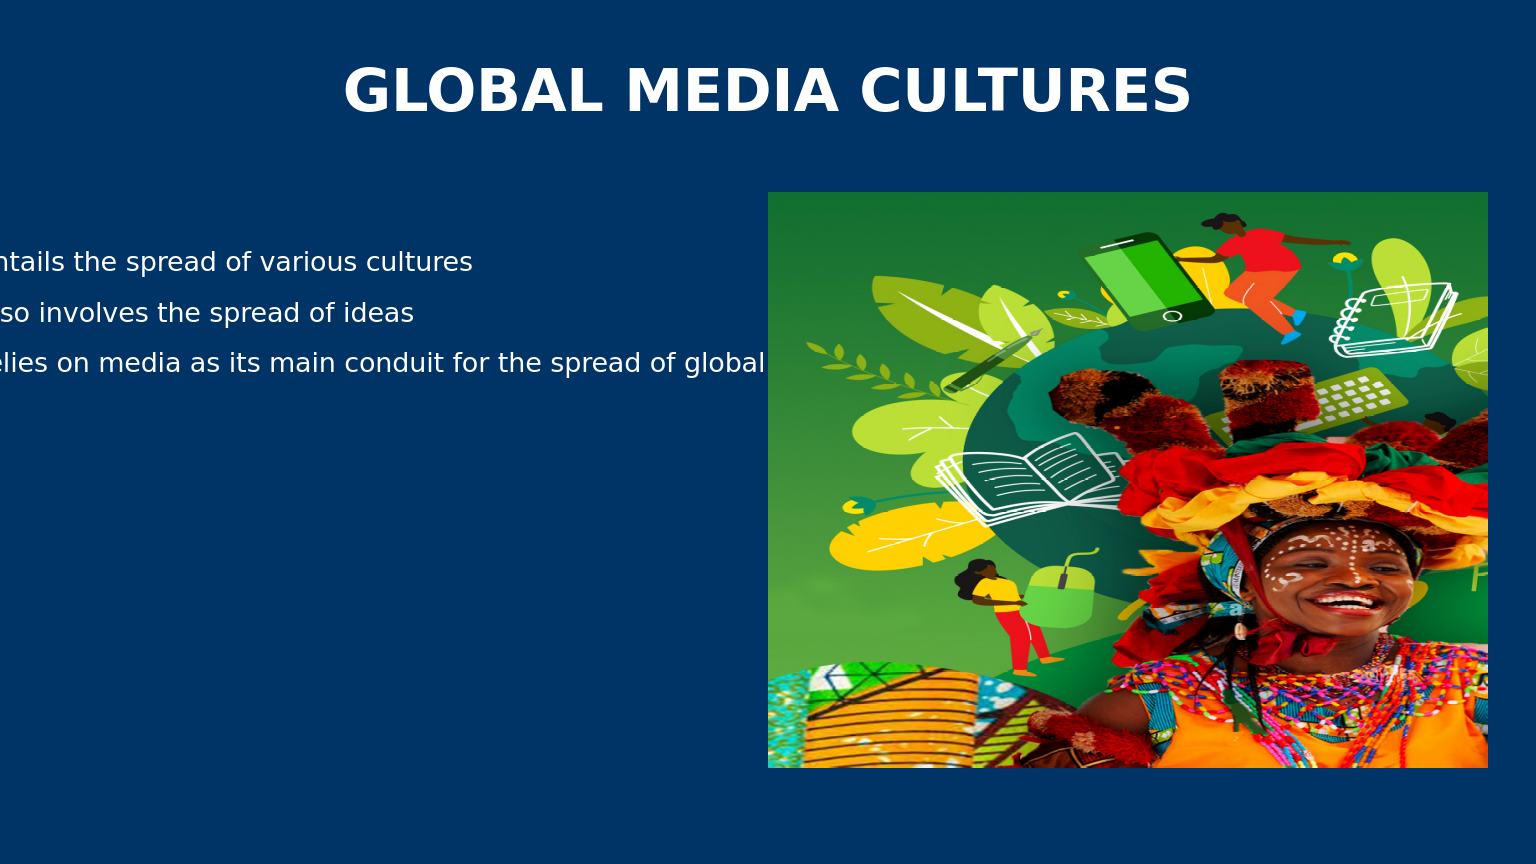 GLOBAL MEDIA CULTURES
ntails the spread of various cultures
so involves the spread of ideas
lies on media as its main conduit for the spread of global